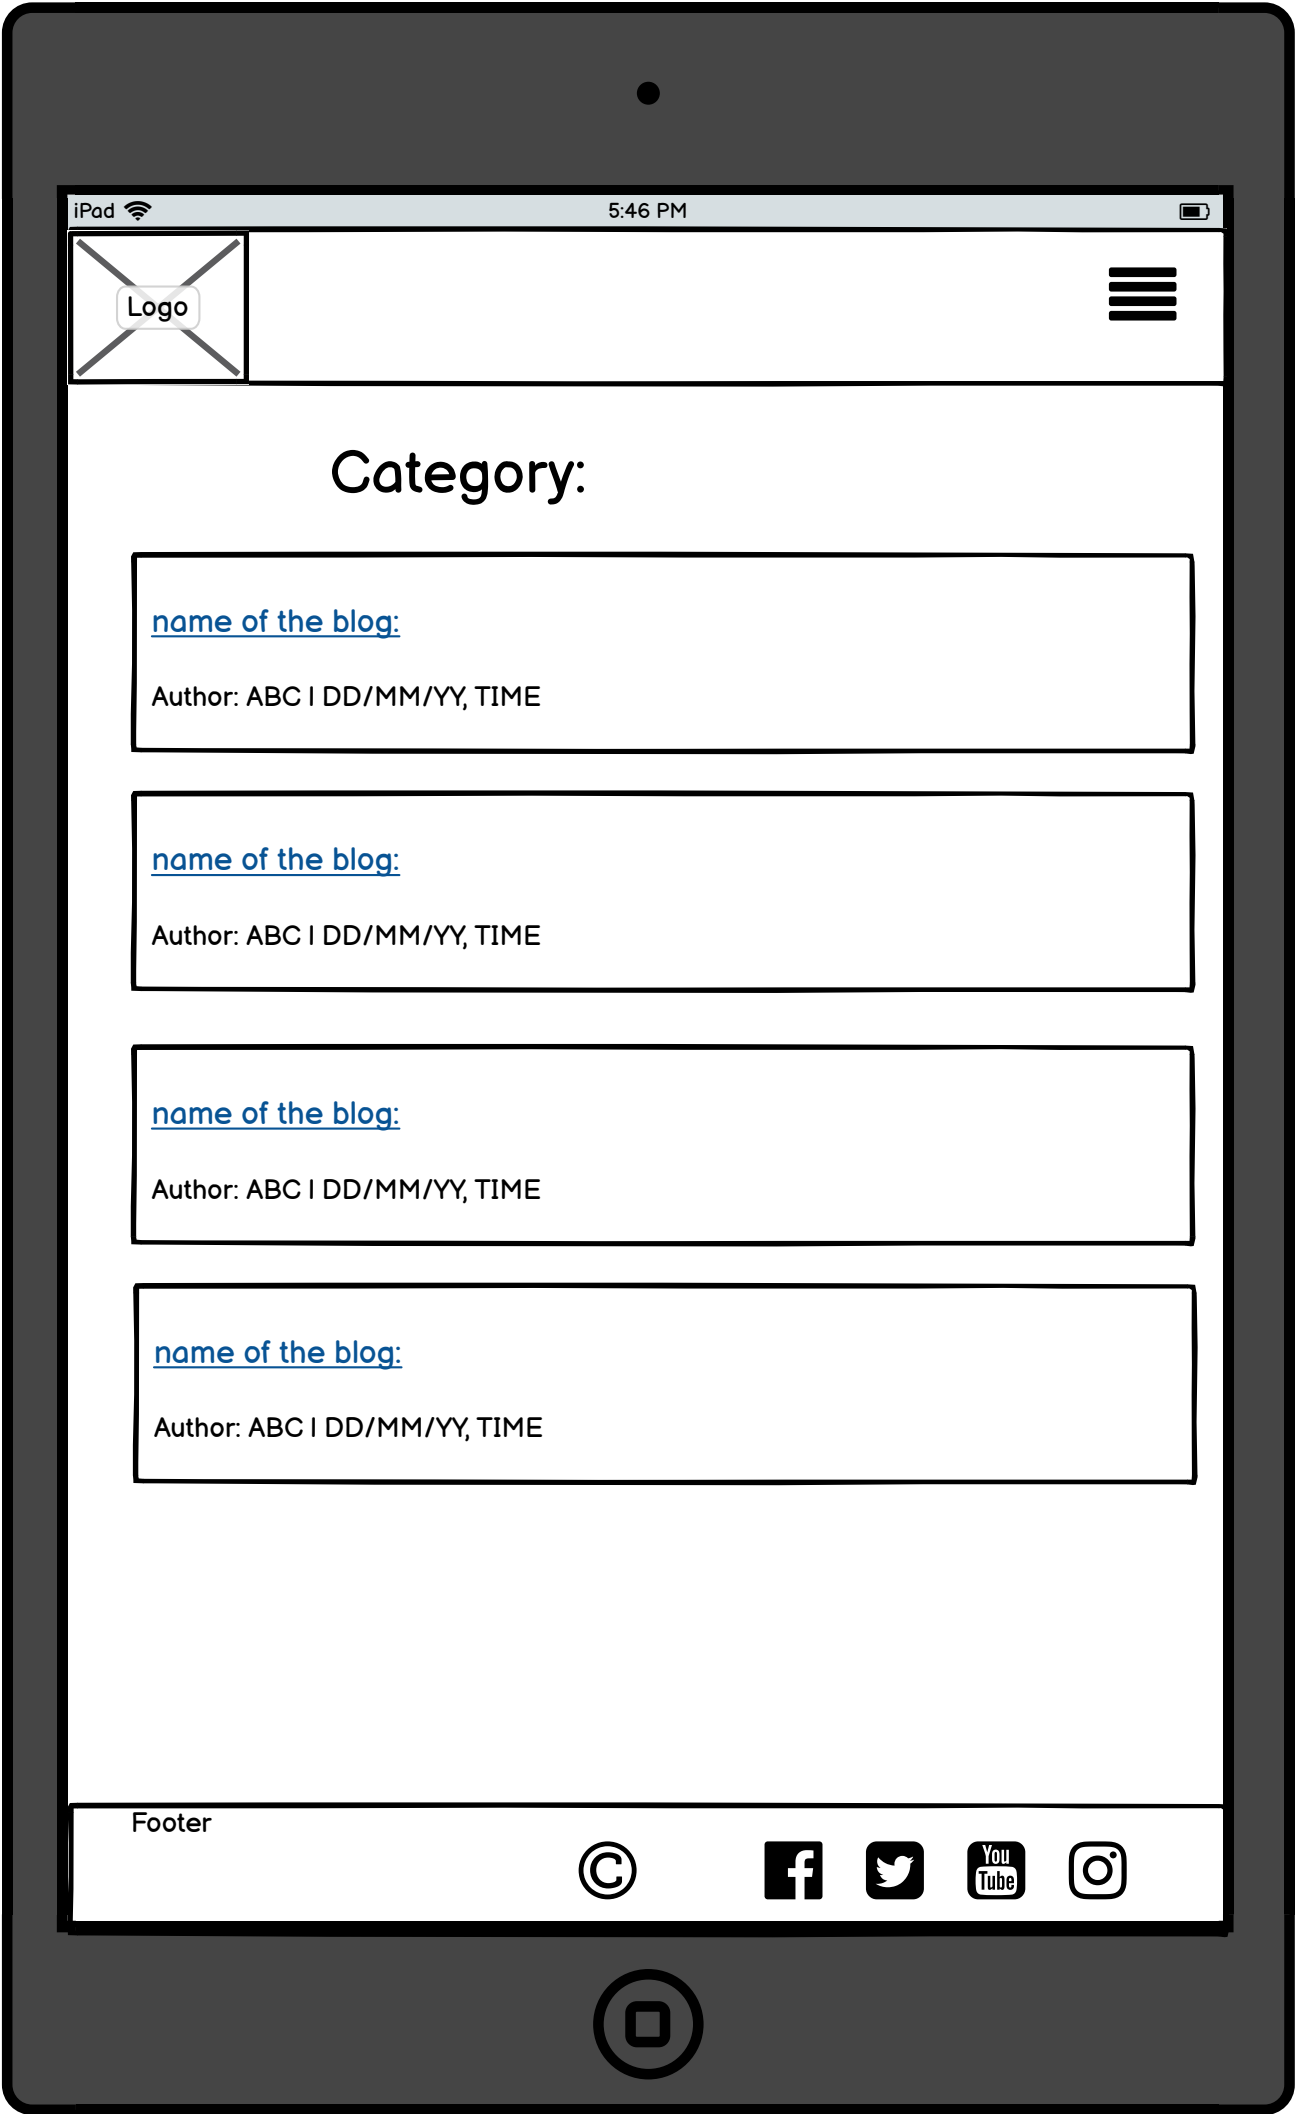 iPad 5:46 PM
Logo
Category:
name of the blog:
Author: ABC | DD/MM/YY, TIME
name of the blog:
Author: ABC | DD/MM/YY, TIME
name of the blog:
Author: ABC | DD/MM/YY, TIME
name of the blog:
Author: ABC | DD/MM/YY, TIME
Footer
©
You
Tube